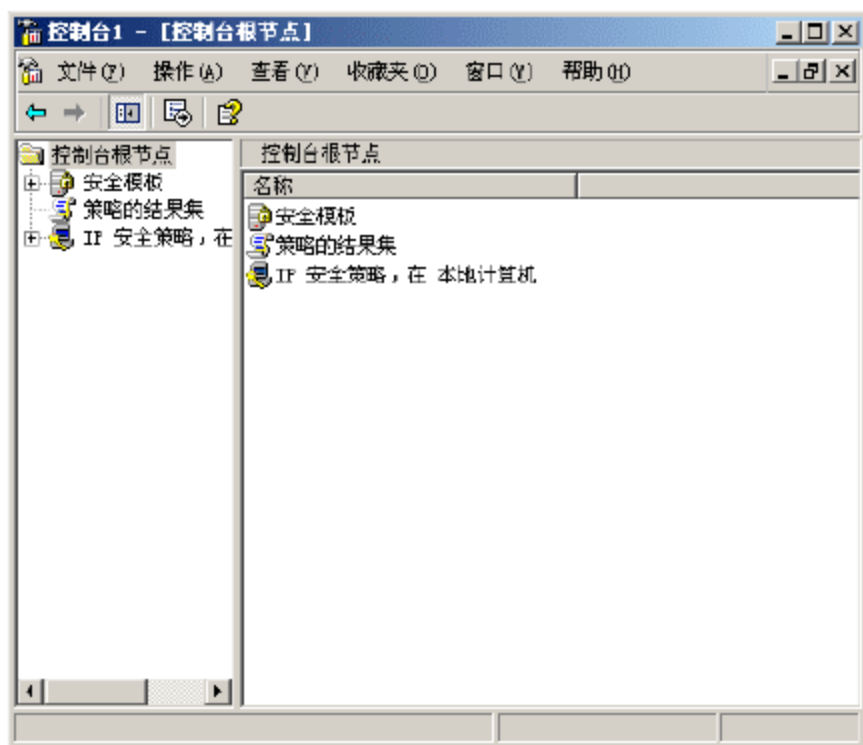 控制台1 - [控制台根节点]
文件(F) 操作(A) 查看(V) 收藏夹(O) 窗口(W) 帮助(H)
控制台根节点
安全模板
策略的结果集
IP 安全策略，在
控制台根节点
名称
安全模板
策略的结果集
IP 安全策略，在 本地计算机